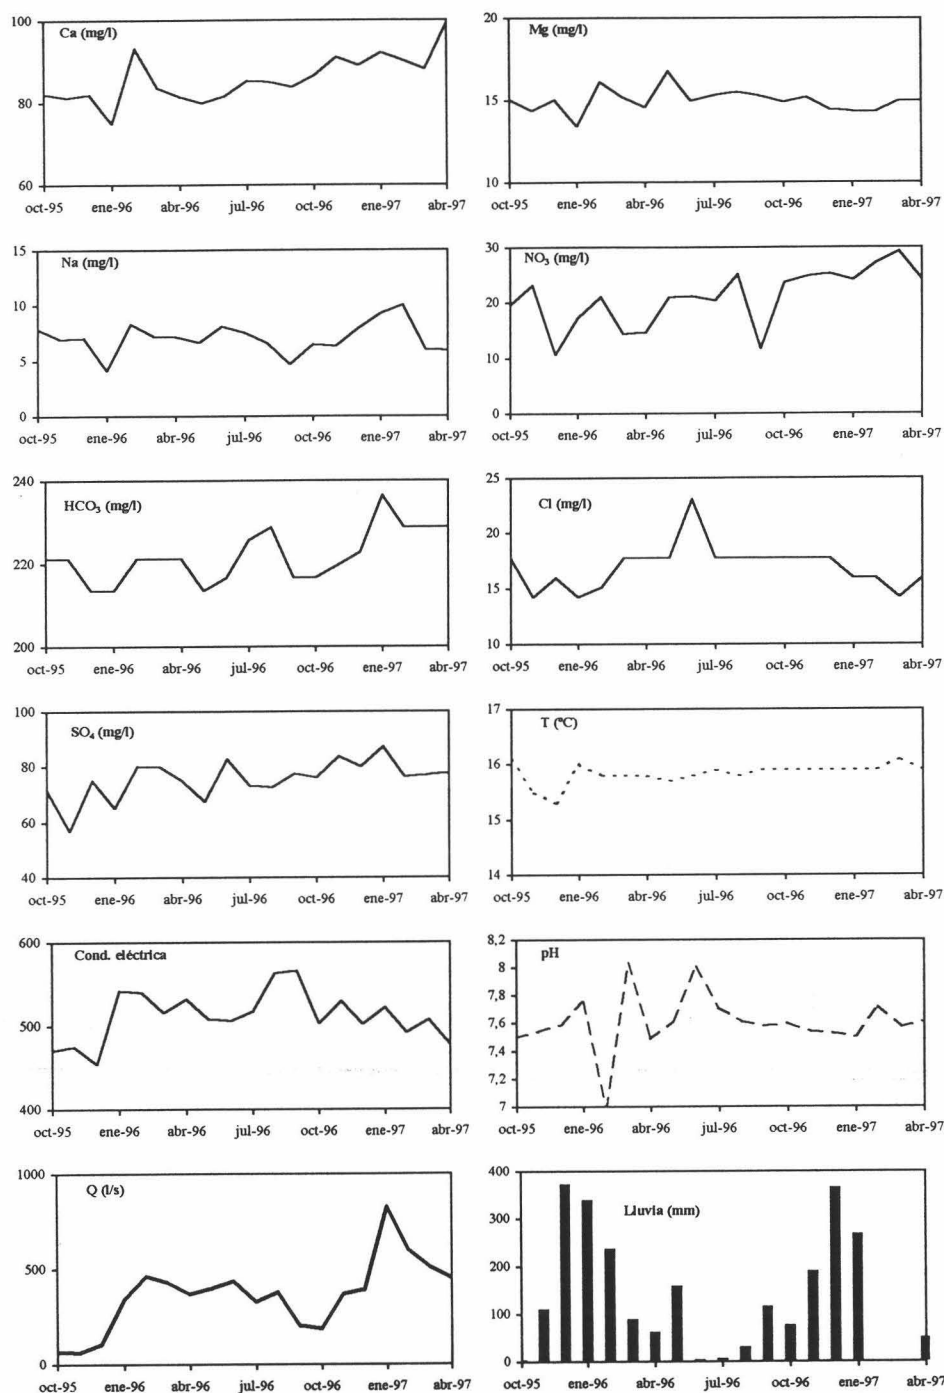 Ca (mg/l)
100
80
60
oct-95 ene-96 abr-96 jul-96 oct-96 ene-97 abr-97
Mg (mg/l)
20
15
10
oct-95 ene-96 abr-96 jul-96 oct-96 ene-97 abr-97
Na (mg/l)
15
10
5
0
oct-95 ene-96 abr-96 jul-96 oct-96 ene-97 abr-97
NO₃ (mg/l)
30
20
10
0
oct-95 ene-96 abr-96 jul-96 oct-96 ene-97 abr-97
HCO₃ (mg/l)
240
220
200
oct-95 ene-96 abr-96 jul-96 oct-96 ene-97 abr-97
Cl (mg/l)
25
20
15
10
oct-95 ene-96 abr-96 jul-96 oct-96 ene-97 abr-97
SO₄ (mg/l)
100
80
60
40
oct-95 ene-96 abr-96 jul-96 oct-96 ene-97 abr-97
T (ºC)
17
16
15
14
oct-95 ene-96 abr-96 jul-96 oct-96 ene-97 abr-97
Cond. eléctrica
600
500
400
oct-95 ene-96 abr-96 jul-96 oct-96 ene-97 abr-97
pH
8,2
8
7,8
7,6
7,4
7,2
7
oct-95 ene-96 abr-96 jul-96 oct-96 ene-97 abr-97
Q (l/s)
1000
500
0
oct-95 ene-96 abr-96 jul-96 oct-96 ene-97 abr-97
Lluvia (mm)
400
300
200
100
0
oct-95 ene-96 abr-96 jul-96 oct-96 ene-97 abr-97